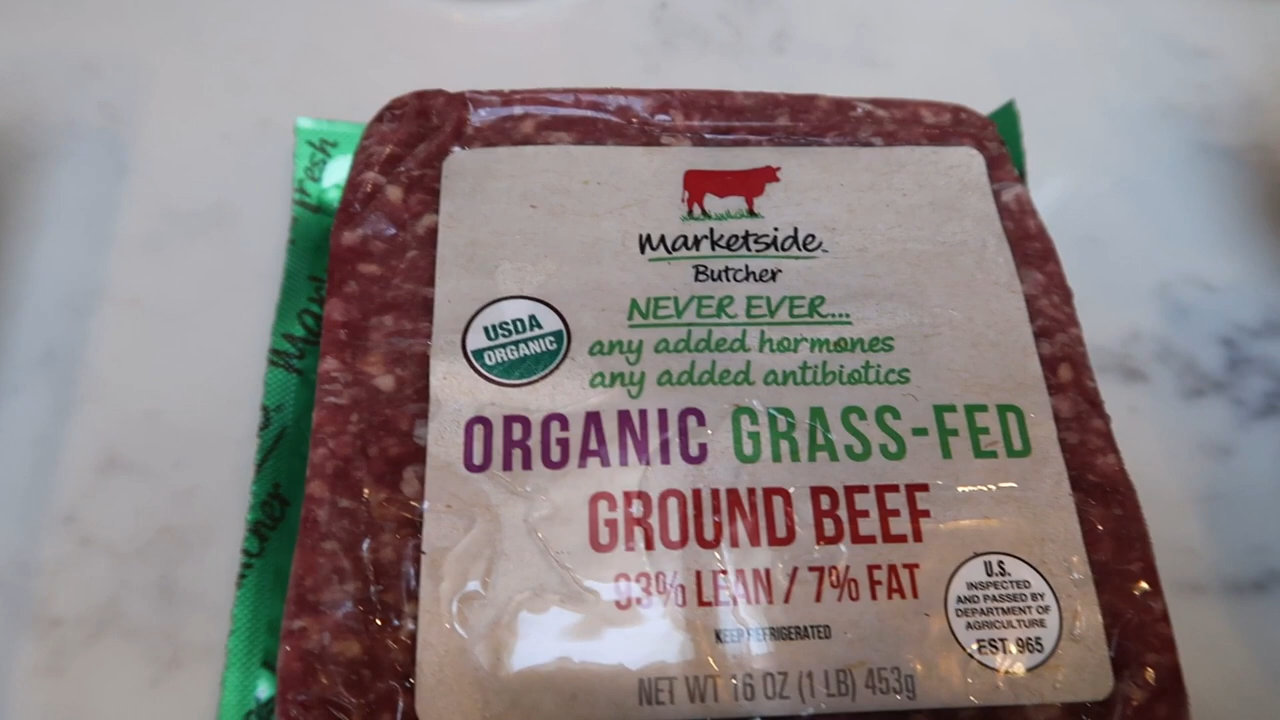 marketside
Butcher
NEVER EVER...
any added hormones
any added antibiotics
USDA
ORGANIC
ORGANIC GRASS-FED
GROUND BEEF
93% LEAN / 7% FAT
KEEP REFRIGERATED
NET WT 16 OZ (1 LB) 453g
U.S.
INSPECTED
AND PASSED BY
DEPARTMENT OF
AGRICULTURE
EST. 965
fresh